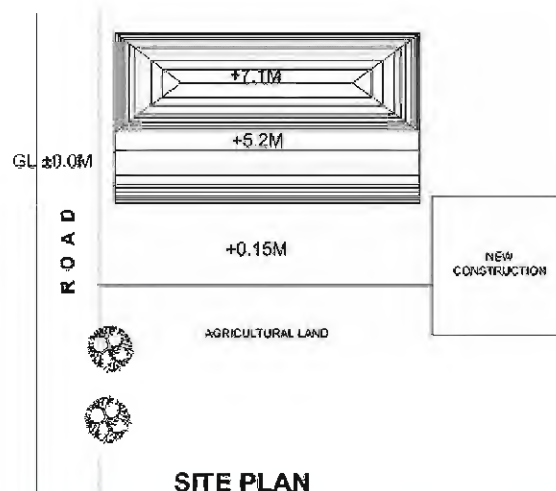 +7.1M
+5.2M
GL ±0.0M
ROAD
+0.15M
NEW
CONSTRUCTION
AGRICULTURAL LAND
SITE PLAN